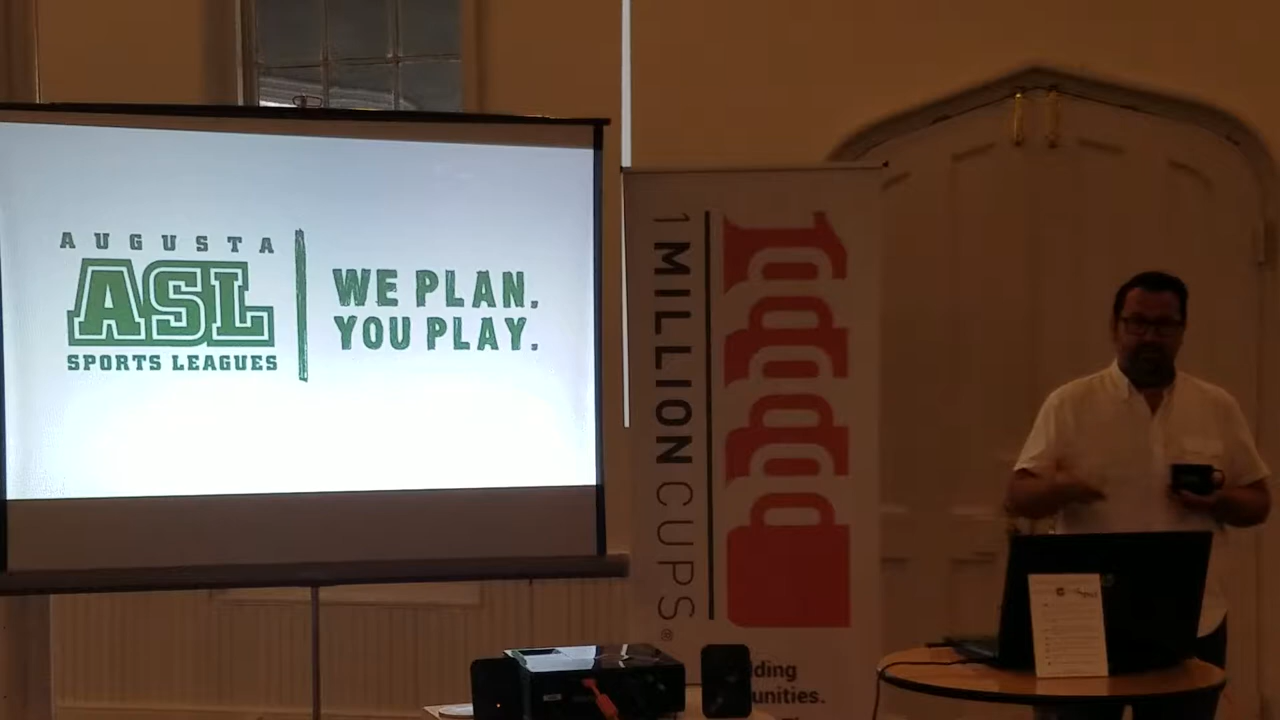 AUGUSTA
ASL
SPORTS LEAGUES
WE PLAN.
YOU PLAY.
1 MILLION CUPS®